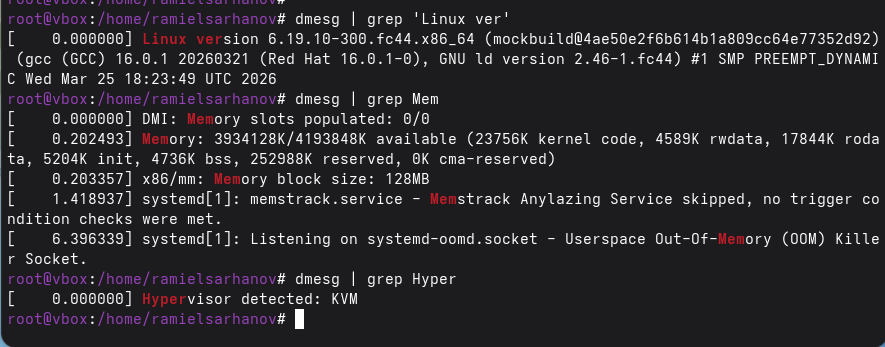 root@vbox:/home/ramielsarhanov# dmesg | grep 'Linux ver'
[    0.000000] Linux version 6.19.10-300.fc44.x86_64 (mockbuild@4ae50e2f6b614b1a809cc64e77352d92)
 (gcc (GCC) 16.0.1 20260321 (Red Hat 16.0.1-0), GNU ld version 2.46-1.fc44) #1 SMP PREEMPT_DYNAMI
C Wed Mar 25 18:23:49 UTC 2026
root@vbox:/home/ramielsarhanov# dmesg | grep Mem
[    0.000000] DMI: Memory slots populated: 0/0
[    0.202493] Memory: 3934128K/4193848K available (23756K kernel code, 4589K rwdata, 17844K roda
ta, 5204K init, 4736K bss, 252988K reserved, 0K cma-reserved)
[    0.203357] x86/mm: Memory block size: 128MB
[    1.418937] systemd[1]: memstrack.service - Memstrack Anylazing Service skipped, no trigger co
ndition checks were met.
[    6.396339] systemd[1]: Listening on systemd-oomd.socket - Userspace Out-Of-Memory (OOM) Kille
r Socket.
root@vbox:/home/ramielsarhanov# dmesg | grep Hyper
[    0.000000] Hypervisor detected: KVM
root@vbox:/home/ramielsarhanov#